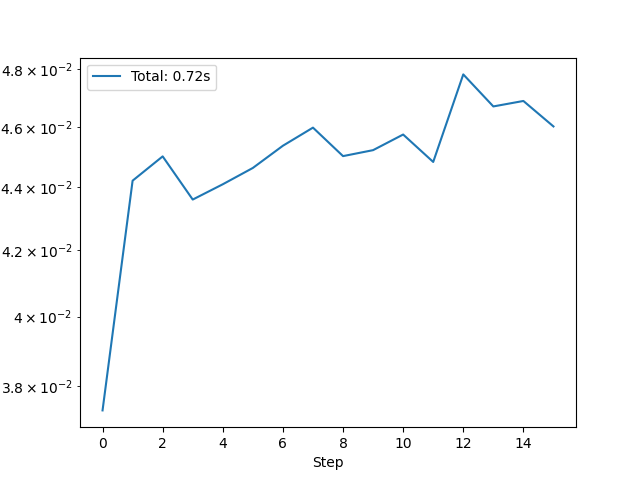 Total: 0.72s
4.8 × 10⁻²
4.6 × 10⁻²
4.4 × 10⁻²
4.2 × 10⁻²
4 × 10⁻²
3.8 × 10⁻²
0 2 4 6 8 10 12 14
Step